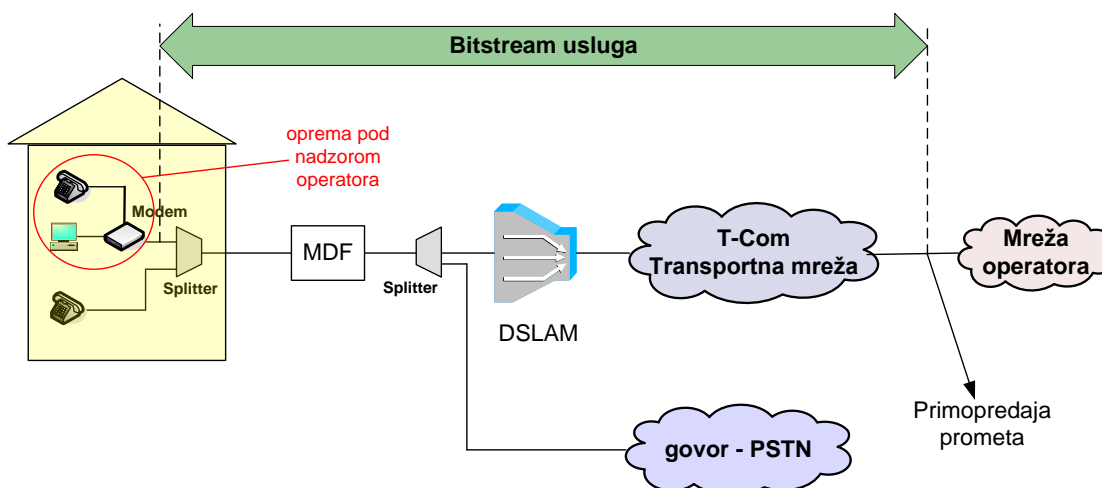 Bitstream usluga
oprema pod
nadzorom
operatora
Modem
Splitter
MDF
Splitter
DSLAM
T-Com
Transportna mreža
Mreža
operatora
Primopredaja
prometa
govor - PSTN